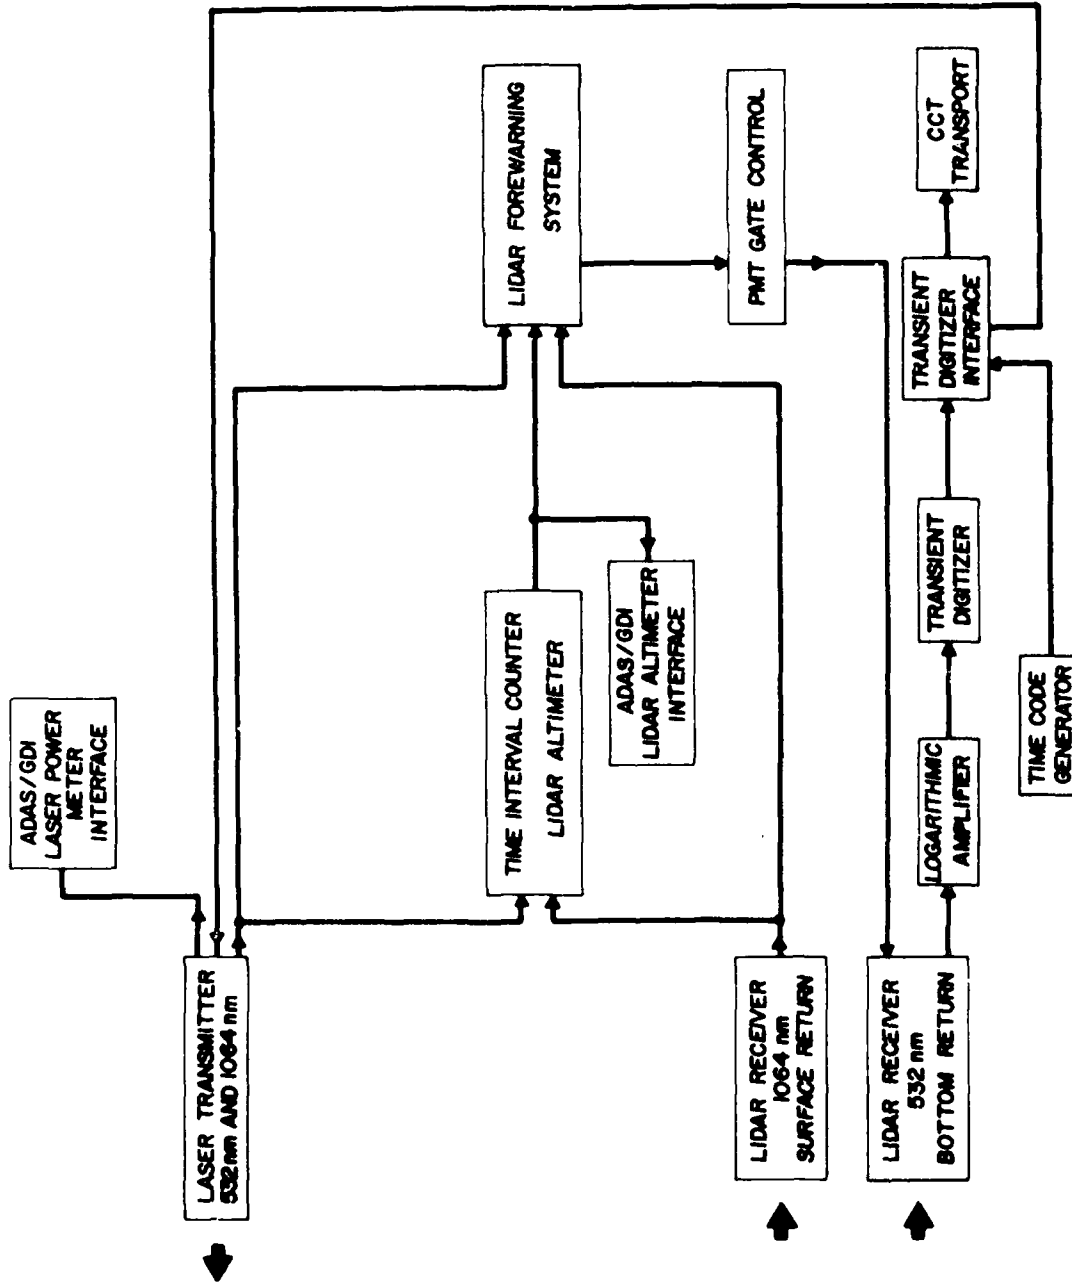 ADAS/GDI
LASER POWER
METER
INTERFACE
LASER TRANSMITTER
532nm AND 1064 nm
TIME INTERVAL COUNTER
LIDAR ALTIMETER
LIDAR FOREWARNING
SYSTEM
ADAS/GDI
LIDAR ALTIMETER
INTERFACE
PMT GATE CONTROL
LIDAR RECEIVER
1064 nm
SURFACE RETURN
LIDAR RECEIVER
532 nm
BOTTOM RETURN
LOGARITHMIC
AMPLIFIER
TRANSIENT
DIGITIZER
TRANSIENT
DIGITIZER
INTERFACE
CCT
TRANSPORT
TIME CODE
GENERATOR